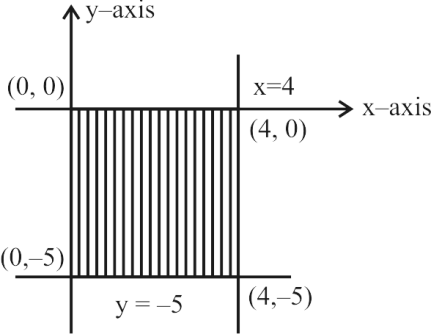 y–axis
(0, 0)
x=4
x–axis
(4, 0)
(0,–5)
y = –5
(4,–5)